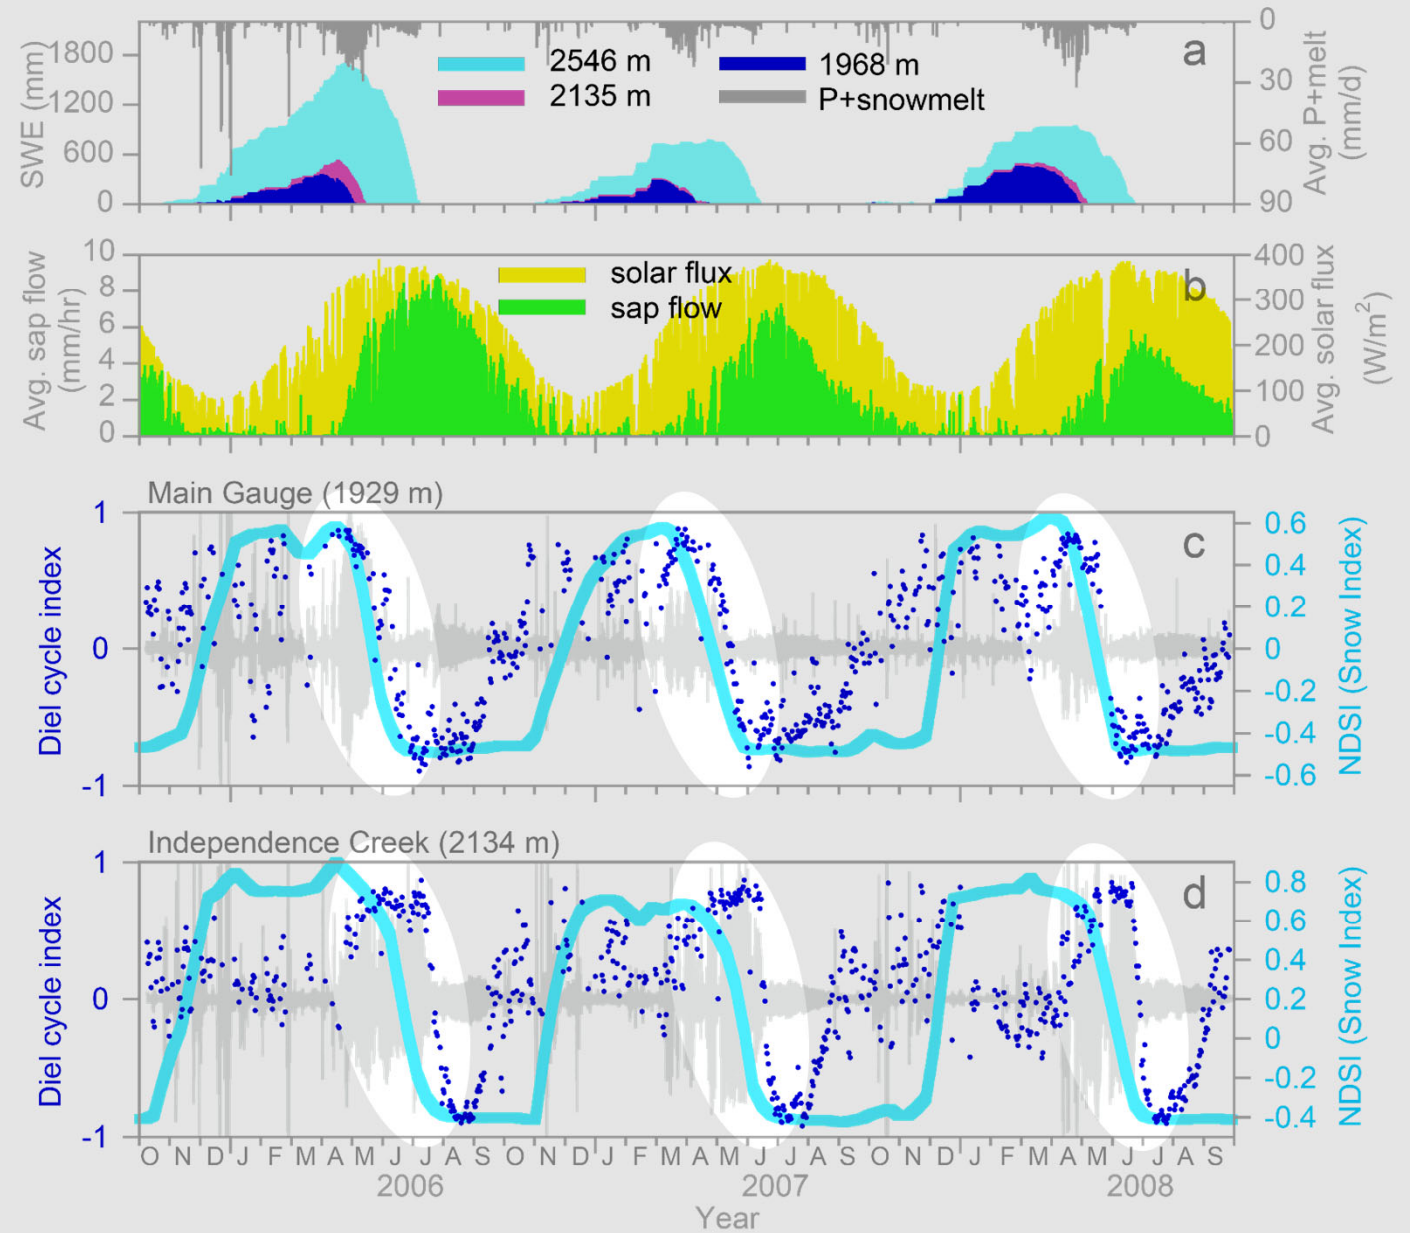 a
SWE (mm)
1800
1200
600
0
2546 m
2135 m
1968 m
P+snowmelt
0
30
60
90
Avg. P+melt
(mm/d)
b
Avg. sap flow
(mm/hr)
10
8
6
4
2
0
solar flux
sap flow
400
300
200
100
0
Avg. solar flux
(W/m²)
Main Gauge (1929 m)
c
Diel cycle index
1
0
-1
0.6
0.4
0.2
0
-0.2
-0.4
-0.6
NDSI (Snow Index)
Independence Creek (2134 m)
d
Diel cycle index
1
0
-1
0.8
0.6
0.4
0.2
0
-0.2
-0.4
NDSI (Snow Index)
O N D J F M A M J J A S O N D J F M A M J J A S O N D J F M A M J J A S
2006 2007 2008
Year